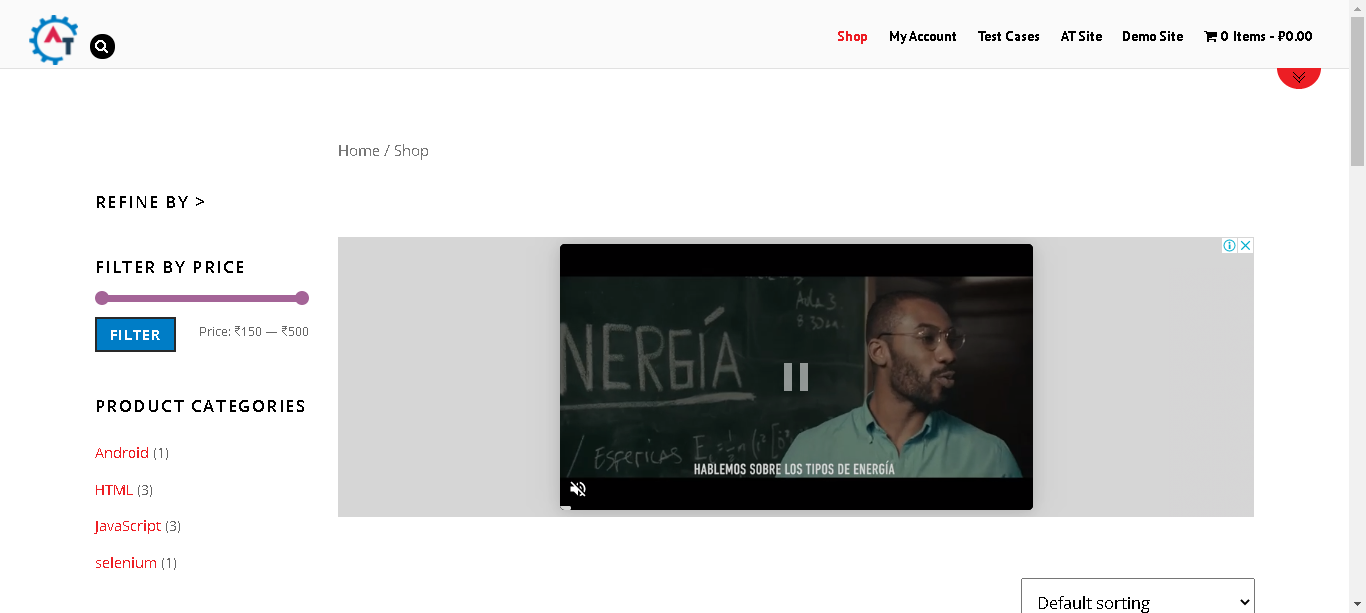 AT
Shop
My Account
Test Cases
AT Site
Demo Site
0 Items - ₽0.00
Home / Shop
REFINE BY >
FILTER BY PRICE
FILTER
Price: ₹150 — ₹500
PRODUCT CATEGORIES
Android (1)
HTML (3)
JavaScript (3)
selenium (1)
Aula 3
8:30am
NERGÍA
/ Esfericas
HABLEMOS SOBRE LOS TIPOS DE ENERGÍA
Default sorting